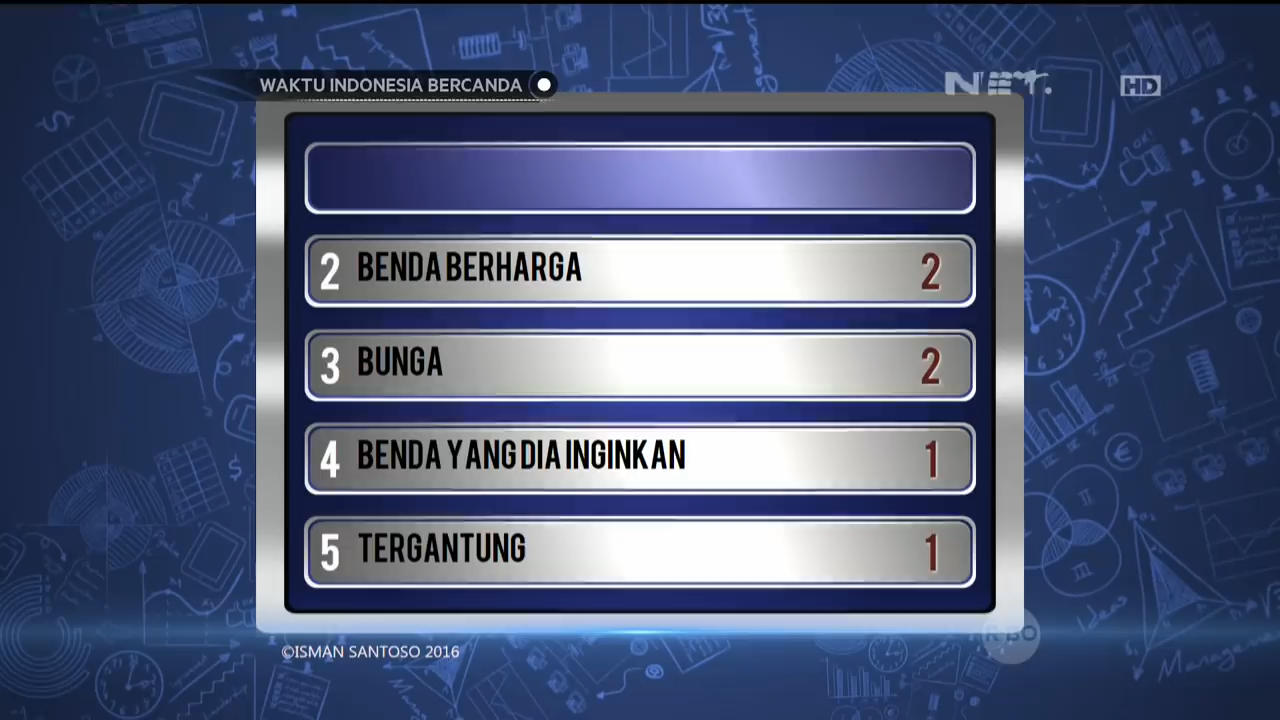 WAKTU INDONESIA BERCANDA
NET.
HD
2 BENDA BERHARGA 2
3 BUNGA 2
4 BENDA YANG DIA INGINKAN 1
5 TERGANTUNG 1
©ISMAN SANTOSO 2016